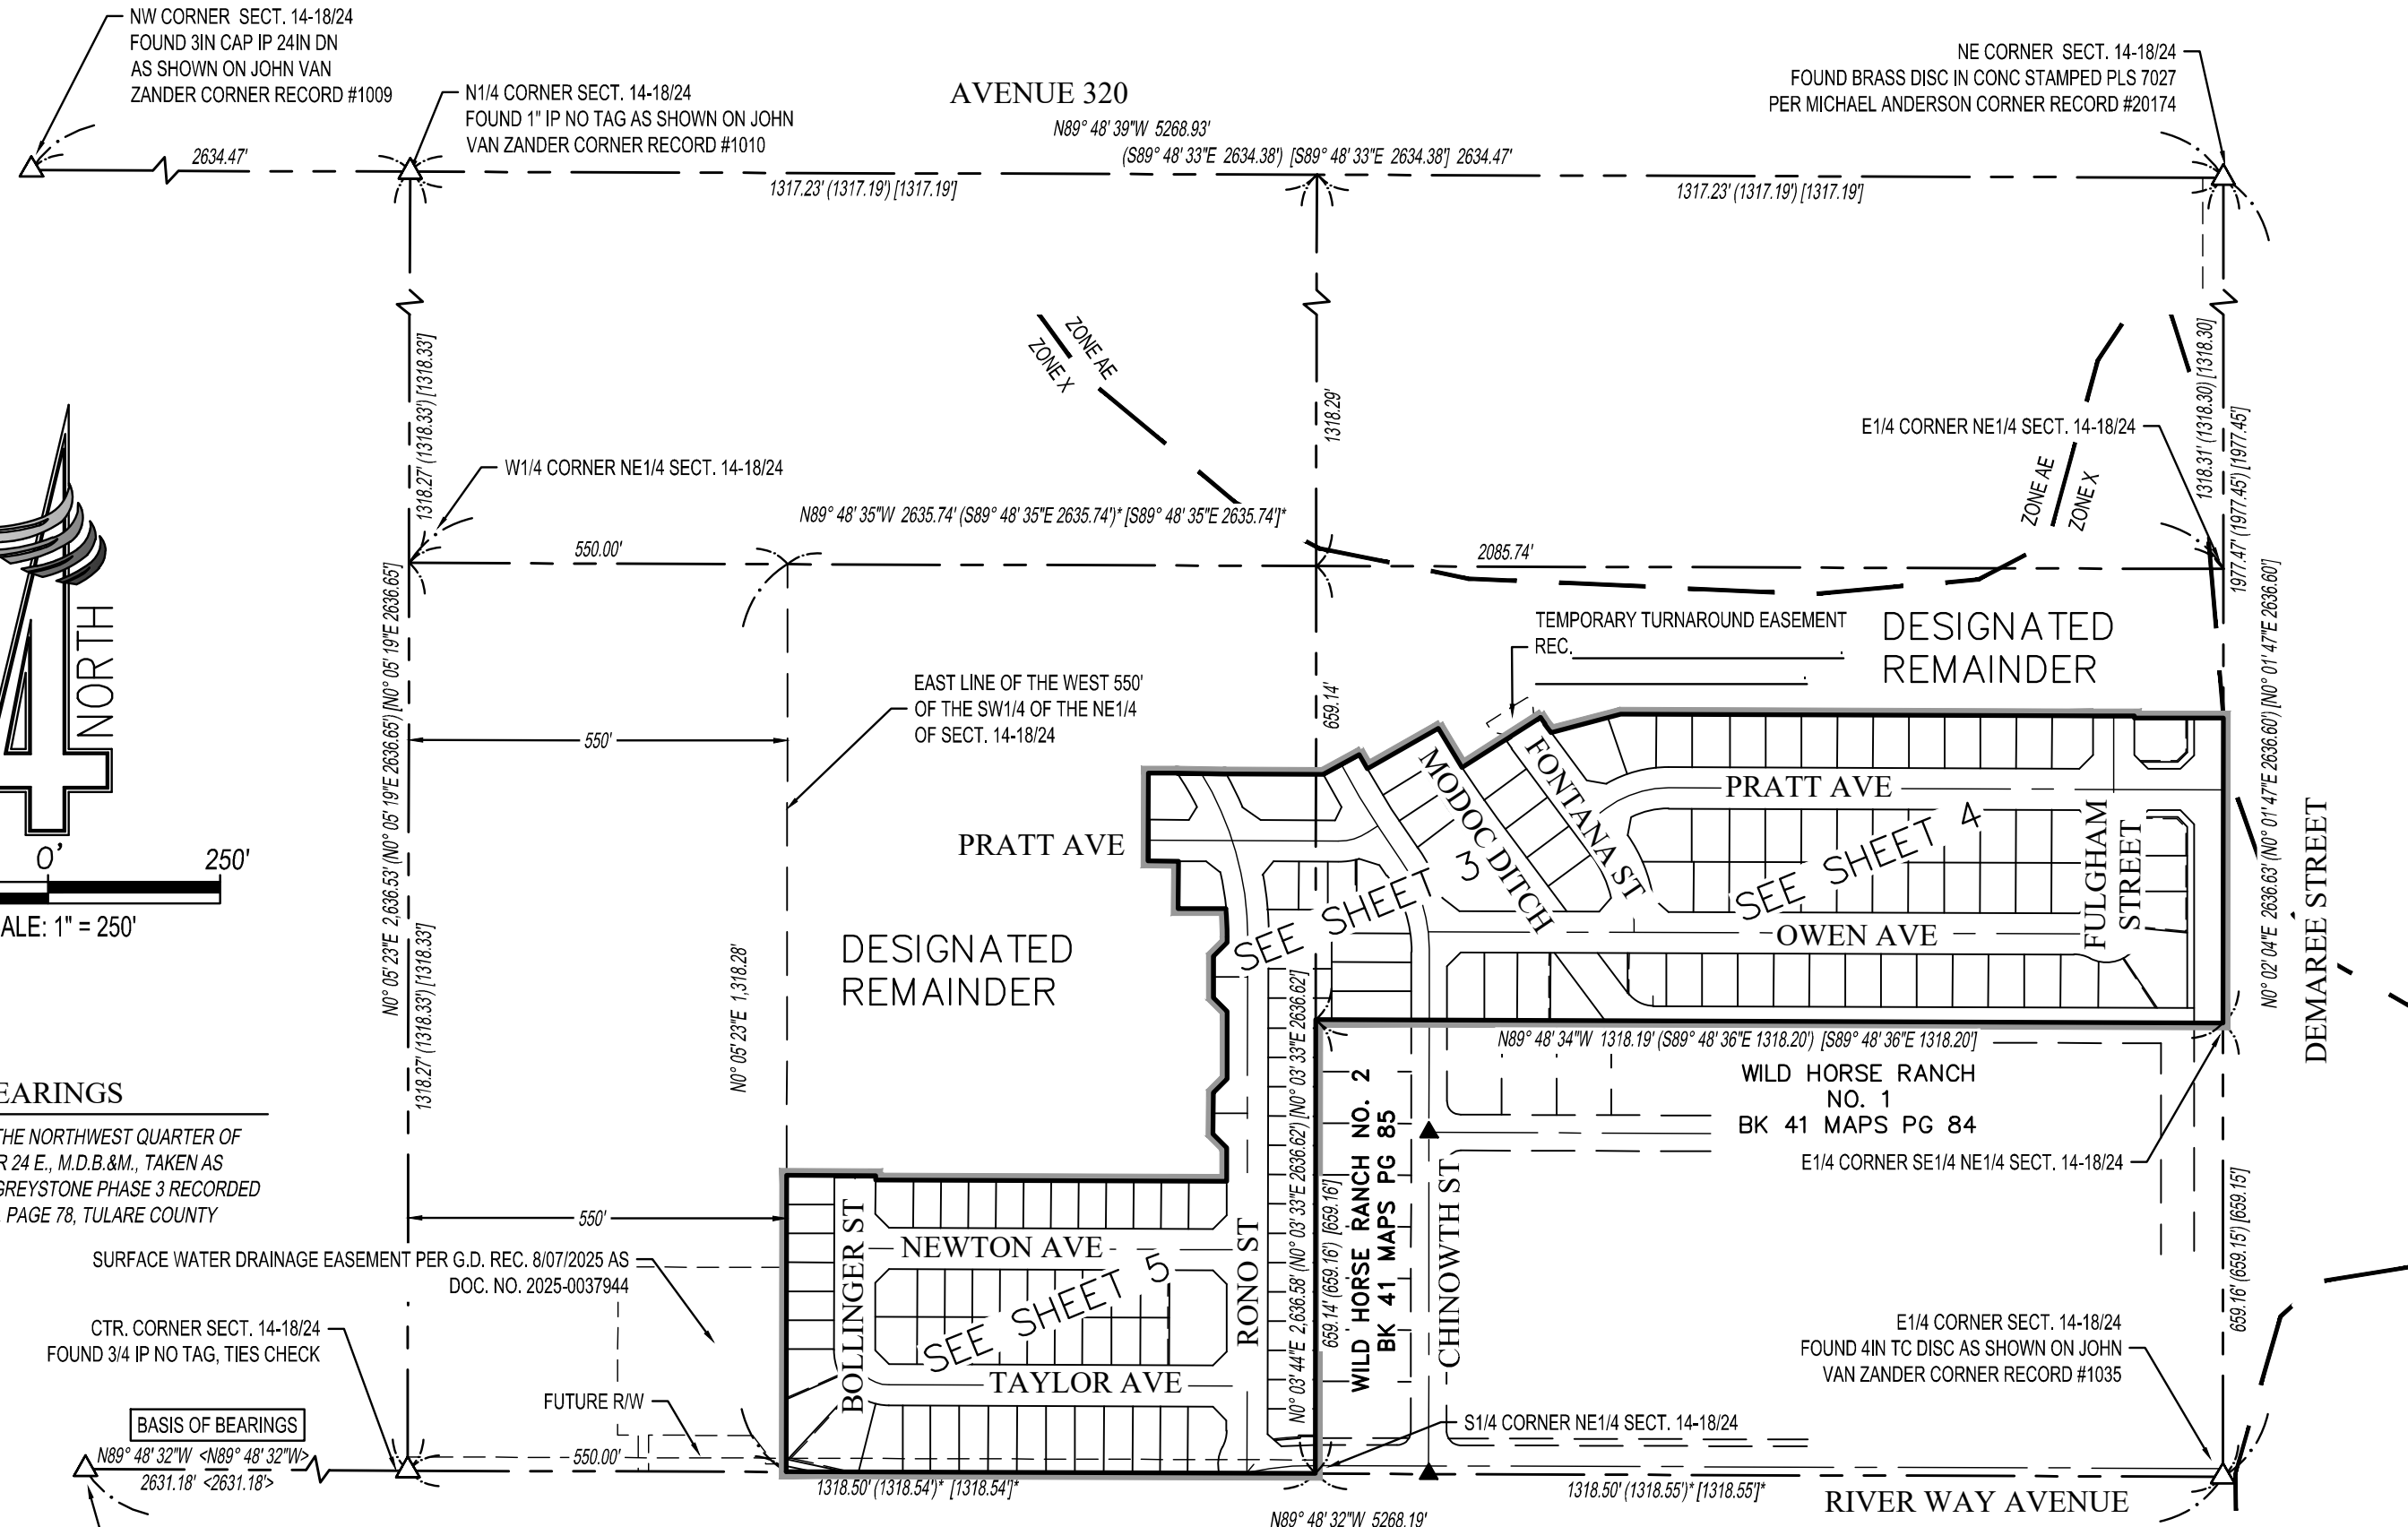 NW CORNER SECT. 14-18/24
FOUND 3IN CAP IP 24IN DN
AS SHOWN ON JOHN VAN
ZANDER CORNER RECORD #1009
N1/4 CORNER SECT. 14-18/24
FOUND 1" IP NO TAG AS SHOWN ON JOHN
VAN ZANDER CORNER RECORD #1010
AVENUE 320
N89° 48' 39"W 5268.93'
(S89° 48' 33"E 2634.38') [S89° 48' 33"E 2634.38'] 2634.47'
NE CORNER SECT. 14-18/24
FOUND BRASS DISC IN CONC STAMPED PLS 7027
PER MICHAEL ANDERSON CORNER RECORD #20174
2634.47'
1317.23' (1317.19') [1317.19']
1317.23' (1317.19') [1317.19']
ZONE AE
ZONE X
1318.27' (1318.33') [1318.33']
1318.29'
1318.31' (1318.30) [1318.30]
1977.47' (1977.45') [1977.45']
E1/4 CORNER NE1/4 SECT. 14-18/24
ZONE AE
ZONE X
W1/4 CORNER NE1/4 SECT. 14-18/24
N89° 48' 35"W 2635.74' (S89° 48' 35"E 2635.74')* [S89° 48' 35"E 2635.74']*
550.00'
2085.74'
NORTH
0'
250'
ALE: 1" = 250'
N0° 05' 23"E 2,636.53' (N0° 05' 19"E 2636.65') [N0° 05' 19"E 2636.65']
TEMPORARY TURNAROUND EASEMENT
REC.
DESIGNATED
REMAINDER
EAST LINE OF THE WEST 550'
OF THE SW1/4 OF THE NE1/4
OF SECT. 14-18/24
659.14'
550'
N0° 02' 04"E 2636.63' (N0° 01' 47"E 2636.60') [N0° 01' 47"E 2636.60']
DEMAREE STREET
MODOC DITCH
FONTANA ST
PRATT AVE
PRATT AVE
SEE SHEET 3
SEE SHEET 4
FULGHAM
STREET
OWEN AVE
DESIGNATED
REMAINDER
N0° 05' 23"E 1,318.28'
1318.27' (1318.33') [1318.33']
N89° 48' 34"W 1318.19' (S89° 48' 36"E 1318.20') [S89° 48' 36"E 1318.20']
WILD HORSE RANCH
NO. 1
BK 41 MAPS PG 84
E1/4 CORNER SE1/4 NE1/4 SECT. 14-18/24
EARINGS
THE NORTHWEST QUARTER OF
R 24 E., M.D.B.&M., TAKEN AS
GREYSTONE PHASE 3 RECORDED
PAGE 78, TULARE COUNTY
550'
N0° 03' 44"E 2,636.58' (N0° 03' 33"E 2636.62') [N0° 03' 33"E 2636.62']
659.14' (659.16') [659.16']
WILD HORSE RANCH NO. 2
BK 41 MAPS PG 85
CHINOWTH ST
659.16' (659.15') [659.15']
SURFACE WATER DRAINAGE EASEMENT PER G.D. REC. 8/07/2025 AS
DOC. NO. 2025-0037944
BOLLINGER ST
NEWTON AVE
SEE SHEET 5
RONO ST
TAYLOR AVE
CTR. CORNER SECT. 14-18/24
FOUND 3/4 IP NO TAG, TIES CHECK
E1/4 CORNER SECT. 14-18/24
FOUND 4IN TC DISC AS SHOWN ON JOHN
VAN ZANDER CORNER RECORD #1035
FUTURE R/W
S1/4 CORNER NE1/4 SECT. 14-18/24
BASIS OF BEARINGS
N89° 48' 32"W <N89° 48' 32"W>
2631.18' <2631.18'>
550.00'
1318.50' (1318.54')* [1318.54']*
1318.50' (1318.55')* [1318.55']*
RIVER WAY AVENUE
N89° 48' 32"W 5268.19'